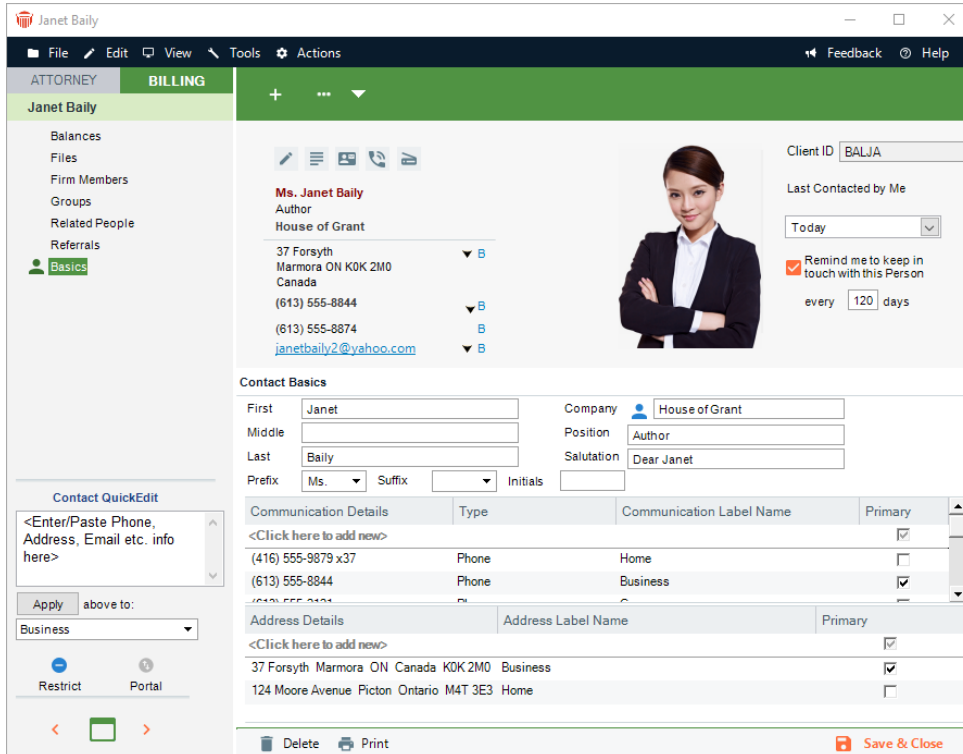 Janet Baily
File Edit View Tools Actions Feedback Help
ATTORNEY BILLING
Janet Baily
Balances
Files
Firm Members
Groups
Related People
Referrals
Basics
Ms. Janet Baily
Author
House of Grant
37 Forsyth B
Marmora ON K0K 2M0
Canada
(613) 555-8844 B
(613) 555-8874 B
janetbaily2@yahoo.com B
Client ID BALJA
Last Contacted by Me
Today
Remind me to keep in
touch with this Person
every 120 days
Contact Basics
First Janet Company House of Grant
Middle Position Author
Last Baily Salutation Dear Janet
Prefix Ms. Suffix Initials
Communication Details Type Communication Label Name Primary
<Click here to add new>
(416) 555-9879 x37 Phone Home
(613) 555-8844 Phone Business
Address Details Address Label Name Primary
<Click here to add new>
37 Forsyth Marmora ON Canada K0K 2M0 Business
124 Moore Avenue Picton Ontario M4T 3E3 Home
Contact QuickEdit
<Enter/Paste Phone,
Address, Email etc. info
here>
Apply above to:
Business
Restrict Portal
Delete Print Save & Close